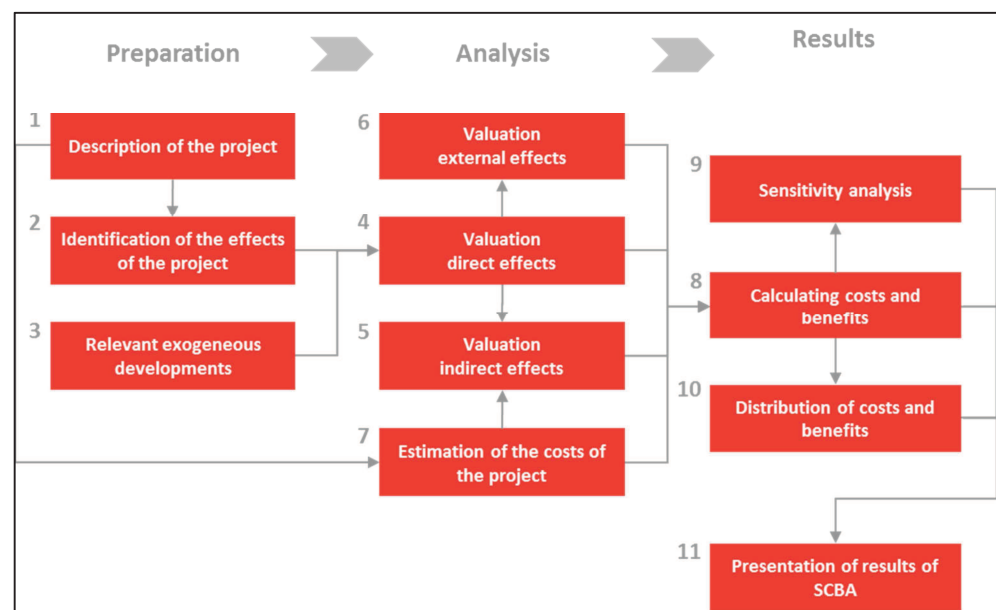 Preparation
Analysis
Results
1
Description of the project
2
Identification of the effects
of the project
3
Relevant exogeneous
developments
6
Valuation
external effects
4
Valuation
direct effects
5
Valuation
indirect effects
7
Estimation of the costs of
the project
9
Sensitivity analysis
8
Calculating costs and
benefits
10
Distribution of costs and
benefits
11
Presentation of results of
SCBA